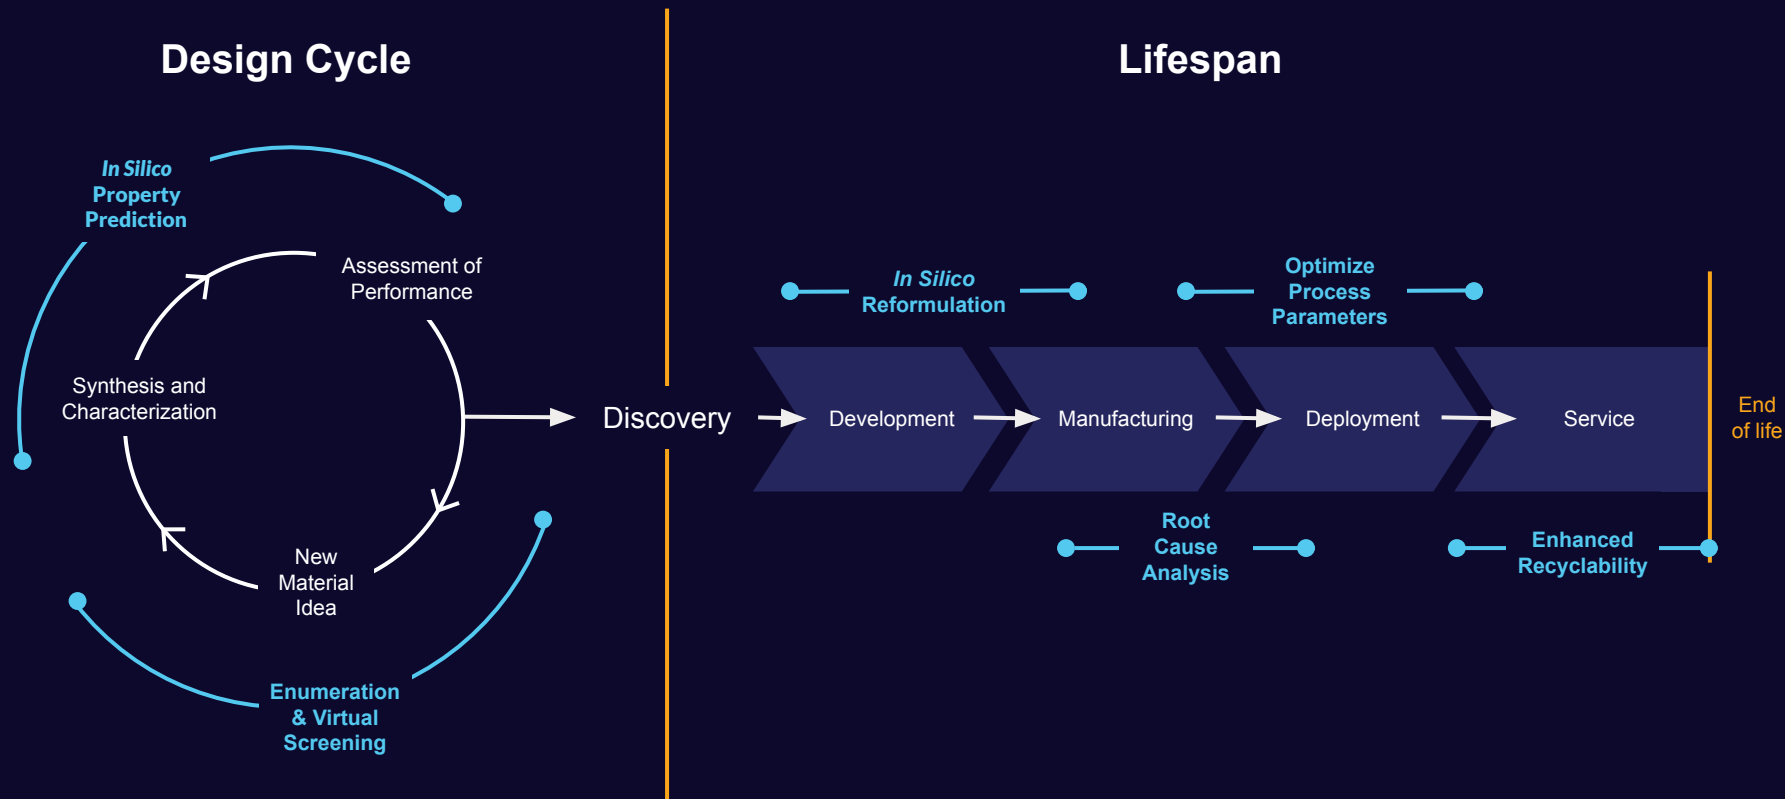 Design Cycle
Lifespan
In Silico
Property
Prediction
Assessment of
Performance
Synthesis and
Characterization
New
Material
Idea
Enumeration
& Virtual
Screening
Discovery
In Silico
Reformulation
Optimize
Process
Parameters
Development
Manufacturing
Deployment
Service
End
of life
Root
Cause
Analysis
Enhanced
Recyclability